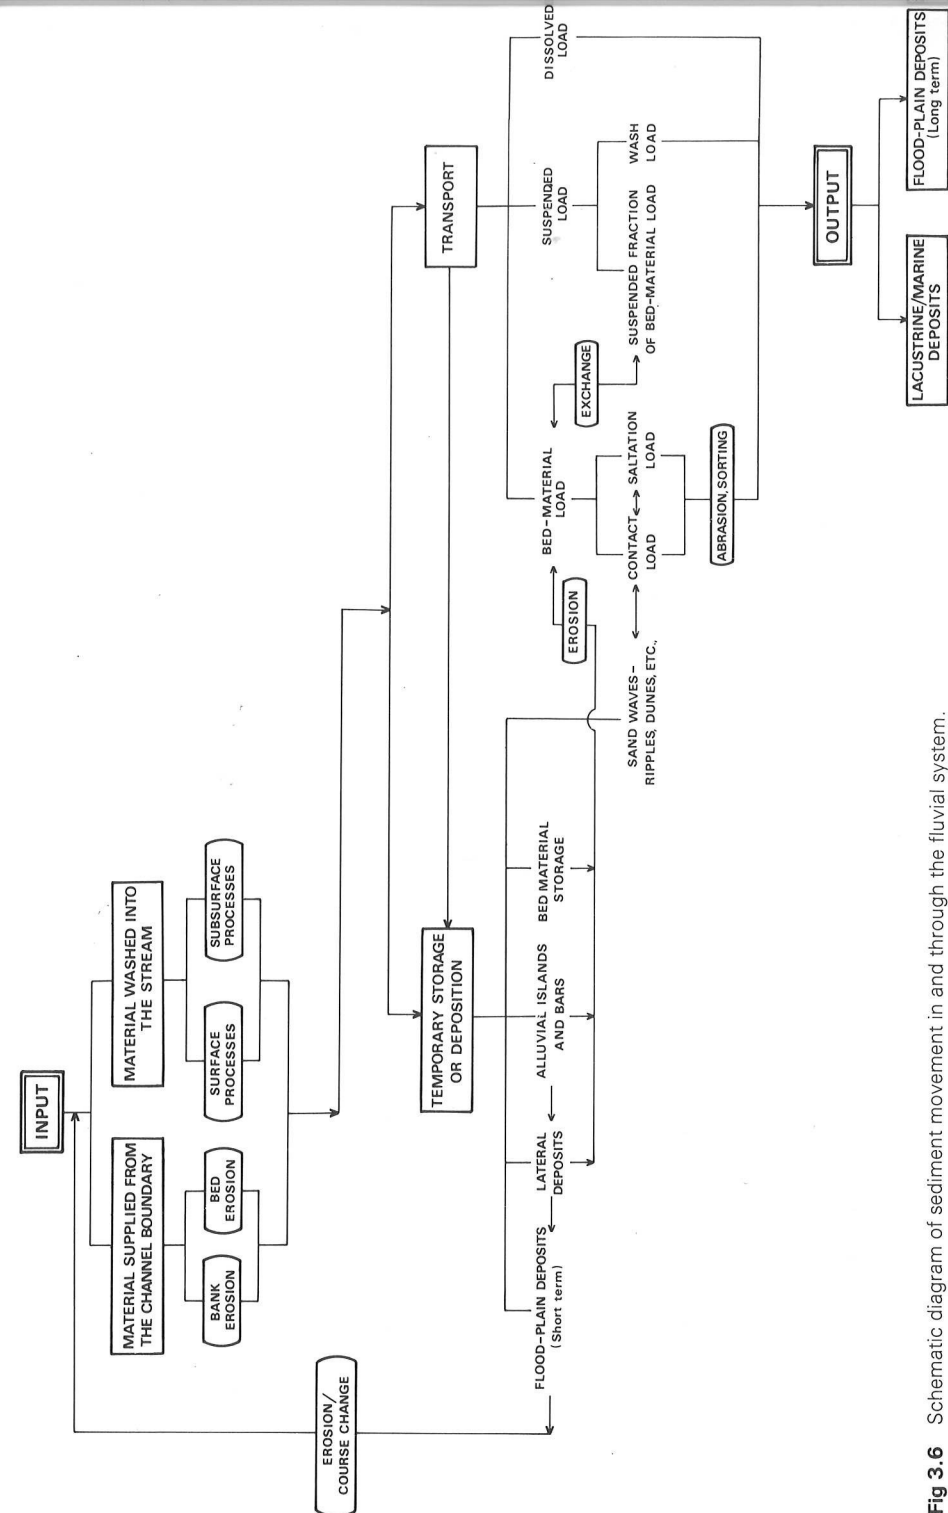 INPUT
MATERIAL SUPPLIED FROM
THE CHANNEL BOUNDARY
MATERIAL WASHED INTO
THE STREAM
BANK
EROSION
BED
EROSION
SURFACE
PROCESSES
SUBSURFACE
PROCESSES
EROSION/
COURSE CHANGE
TEMPORARY STORAGE
OR DEPOSITION
TRANSPORT
FLOOD-PLAIN DEPOSITS
(Short term)
LATERAL
DEPOSITS
ALLUVIAL ISLANDS
AND BARS
BED MATERIAL
STORAGE
EROSION
BED-MATERIAL
LOAD
SUSPENDED
LOAD
DISSOLVED
LOAD
EXCHANGE
SAND WAVES-
RIPPLES, DUNES, ETC.,
CONTACT
LOAD
SALTATION
LOAD
SUSPENDED FRACTION
OF BED-MATERIAL LOAD
WASH
LOAD
ABRASION, SORTING
OUTPUT
LACUSTRINE/MARINE
DEPOSITS
FLOOD-PLAIN DEPOSITS
(Long term)
Fig 3.6 Schematic diagram of sediment movement in and through the fluvial system.